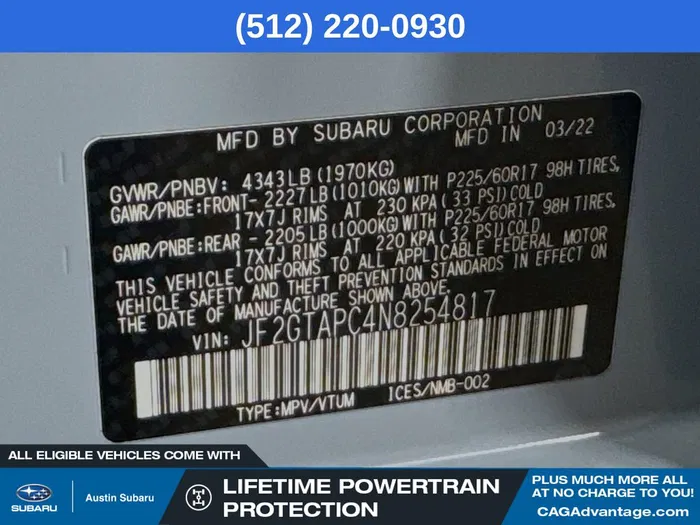 (512) 220-0930
MFD BY SUBARU CORPORATION
MFD IN 03/22
GVWR/PNBV: 4343LB(1970KG)
GAWR/PNBE:FRONT-2227LB(1010KG)WITH P225/60R17 98H TIRES,
17X7J RIMS AT 230 KPA(33 PSI)COLD
GAWR/PNBE:REAR -2205LB(1000KG)WITH P225/60R17 98H TIRES,
17X7J RIMS AT 220 KPA(32 PSI)COLD
THIS VEHICLE CONFORMS TO ALL APPLICABLE FEDERAL MOTOR
VEHICLE SAFETY AND THEFT PREVENTION STANDARDS IN EFFECT ON
THE DATE OF MANUFACTURE SHOWN ABOVE.
VIN: JF2GTAPC4N8254817
TYPE:MPV/VTUM ICES/NMB-002
ALL ELIGIBLE VEHICLES COME WITH
SUBARU
Austin Subaru
LIFETIME POWERTRAIN
PROTECTION
PLUS MUCH MORE ALL
AT NO CHARGE TO YOU!
CAGAdvantage.com